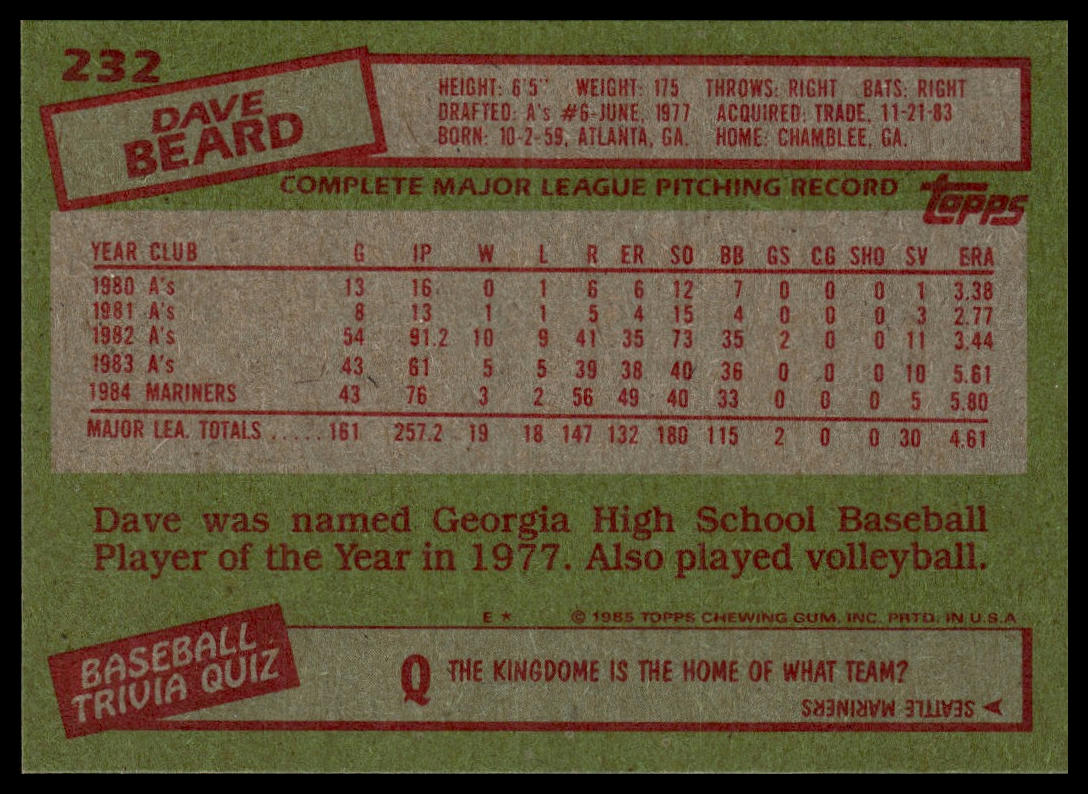 232
DAVE
BEARD
HEIGHT: 6'5" WEIGHT: 175 THROWS: RIGHT BATS: RIGHT
DRAFTED: A's #6-JUNE, 1977 ACQUIRED: TRADE, 11-21-83
BORN: 10-2-59, ATLANTA, GA. HOME: CHAMBLEE, GA.
COMPLETE MAJOR LEAGUE PITCHING RECORD
topps
YEAR CLUB G IP W L R ER SO BB GS CG SHO SV ERA
1980 A's 13 16 0 1 6 6 12 7 0 0 0 1 3.38
1981 A's 8 13 1 1 5 4 15 4 0 0 0 3 2.77
1982 A's 54 91.2 10 9 41 35 73 35 2 0 0 11 3.44
1983 A's 43 61 5 5 39 38 40 36 0 0 0 10 5.61
1984 MARINERS 43 76 3 2 56 49 40 33 0 0 0 5 5.80
MAJOR LEA. TOTALS ..... 161 257.2 19 18 147 132 180 115 2 0 0 30 4.61
Dave was named Georgia High School Baseball
Player of the Year in 1977. Also played volleyball.
E * © 1985 TOPPS CHEWING GUM, INC. PRTD. IN U.S.A
BASEBALL
TRIVIA QUIZ
Q THE KINGDOME IS THE HOME OF WHAT TEAM?
A SEATTLE MARINERS